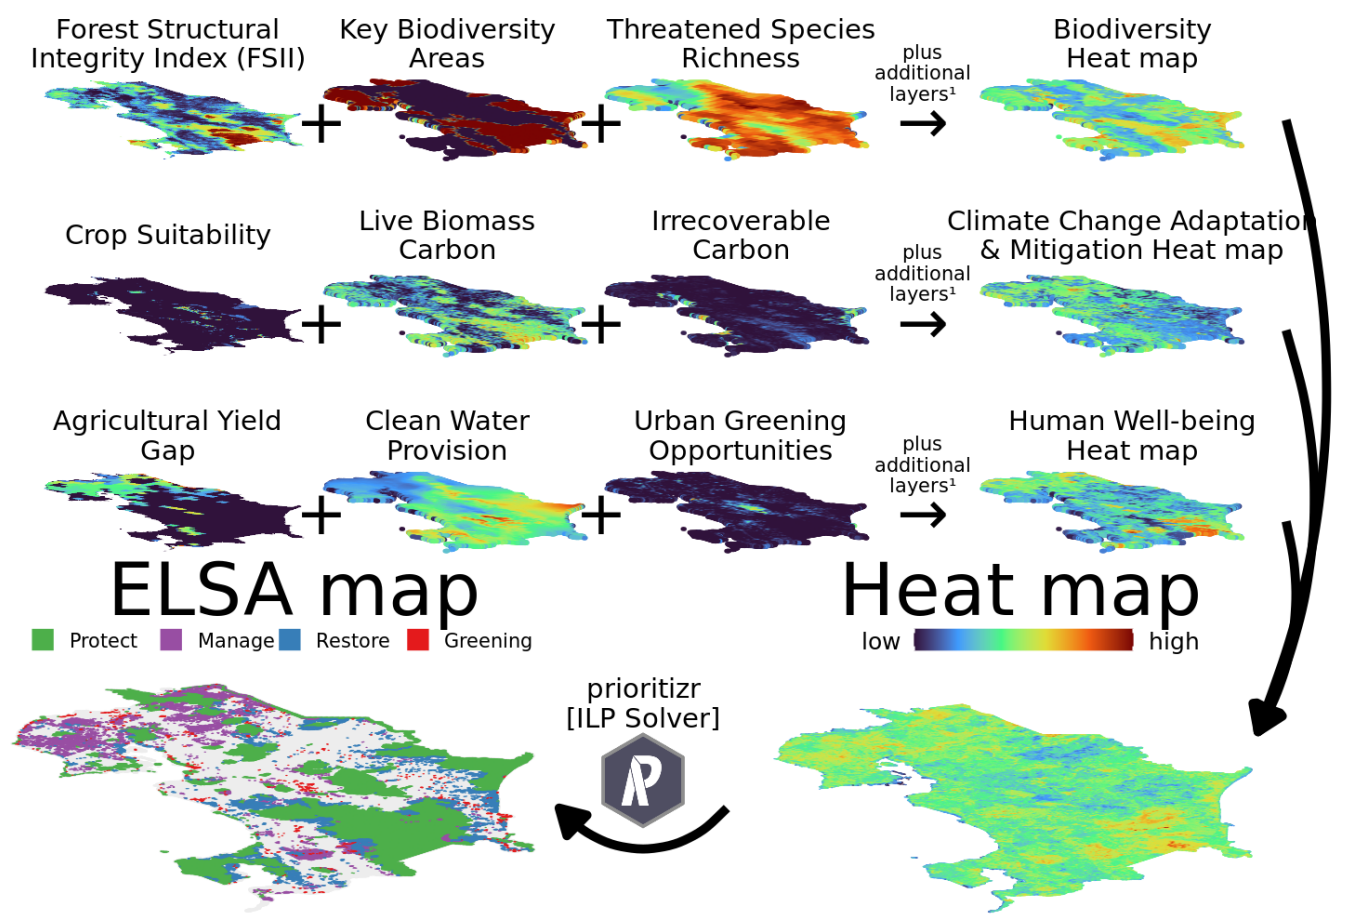 Forest Structural
Integrity Index (FSII)
Key Biodiversity
Areas
Threatened Species
Richness
plus
additional
layers¹
Biodiversity
Heat map
+
+
→
Crop Suitability
Live Biomass
Carbon
Irrecoverable
Carbon
plus
additional
layers¹
Climate Change Adaptation
& Mitigation Heat map
+
+
→
Agricultural Yield
Gap
Clean Water
Provision
Urban Greening
Opportunities
plus
additional
layers¹
Human Well-being
Heat map
+
+
→
ELSA map
Protect
Manage
Restore
Greening
Heat map
low
high
prioritizr
[ILP Solver]